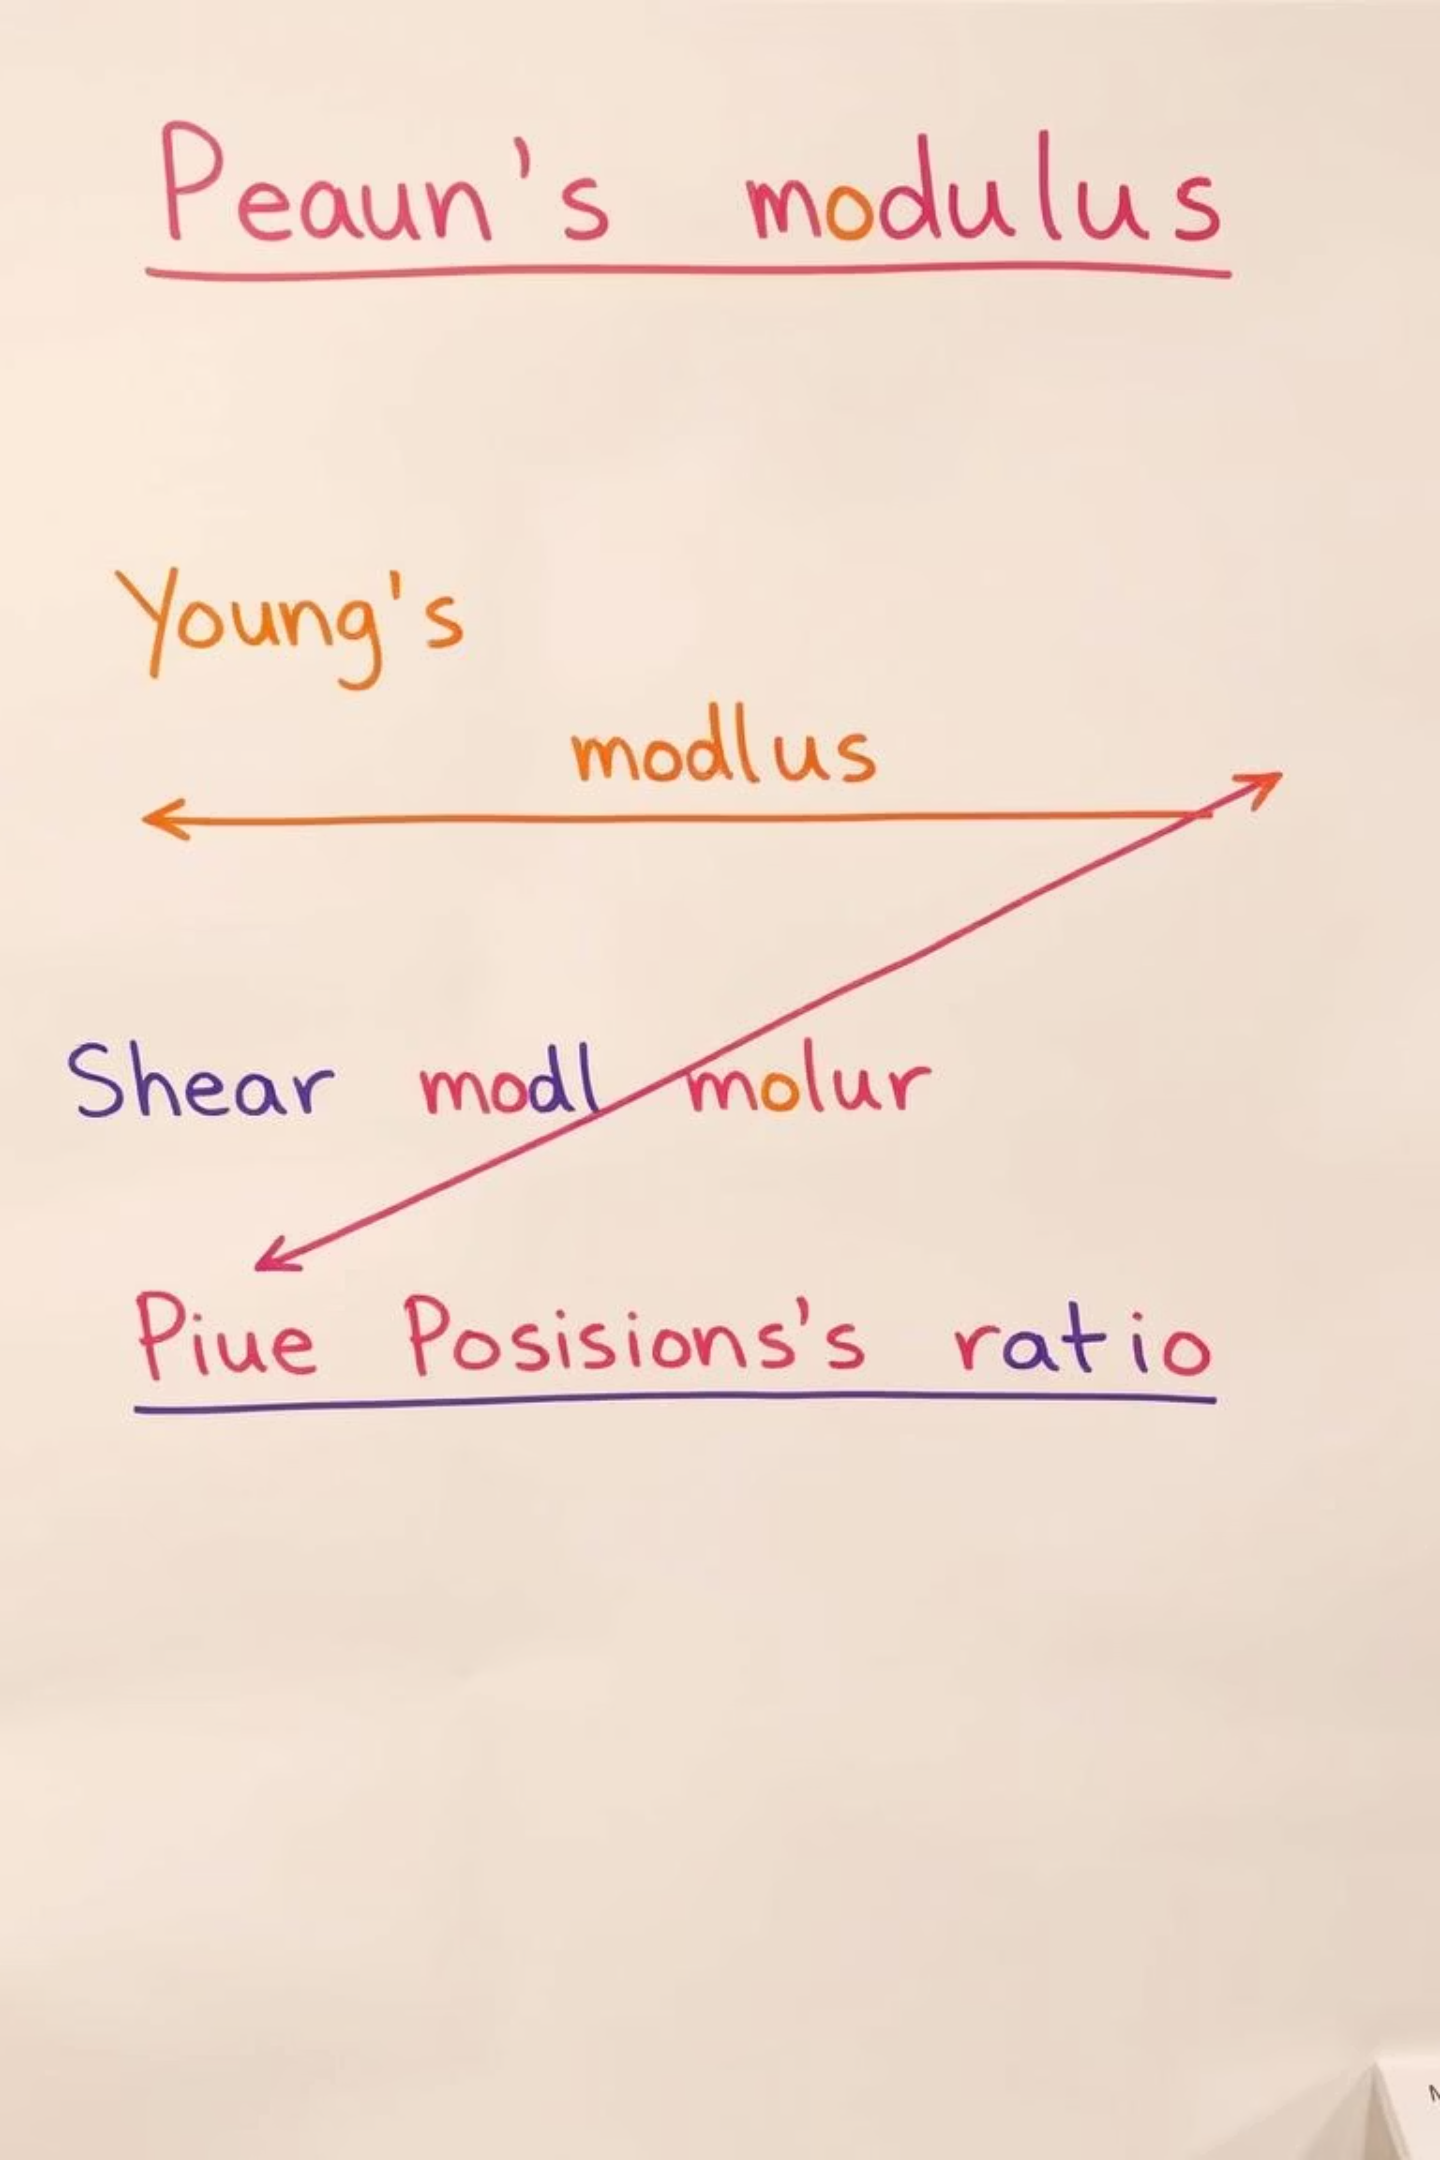 Peaun's modulus
Young's
modlus
Shear modl molur
Piue Posisions's ratio